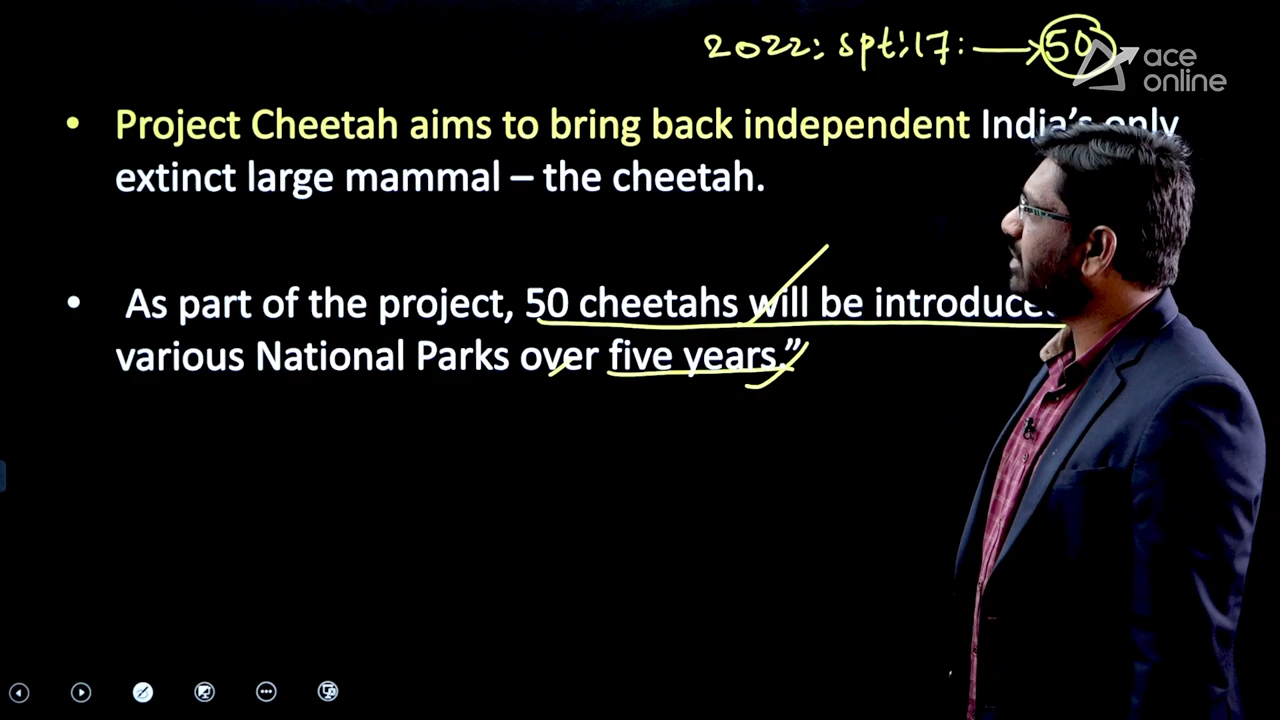 2022: Spt: 17: → 50
ace
online
• Project Cheetah aims to bring back independent India's only
extinct large mammal – the cheetah.
• As part of the project, 50 cheetahs will be introduced
various National Parks over five years.”